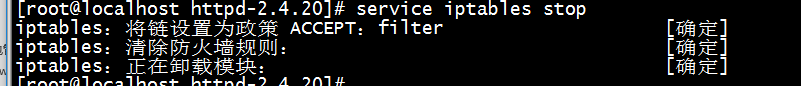 [root@localhost httpd-2.4.20]# service iptables stop
iptables：将链设置为政策 ACCEPT：filter [确定]
iptables：清除防火墙规则： [确定]
iptables：正在卸载模块： [确定]
[root@localhost httpd-2.4.20]#